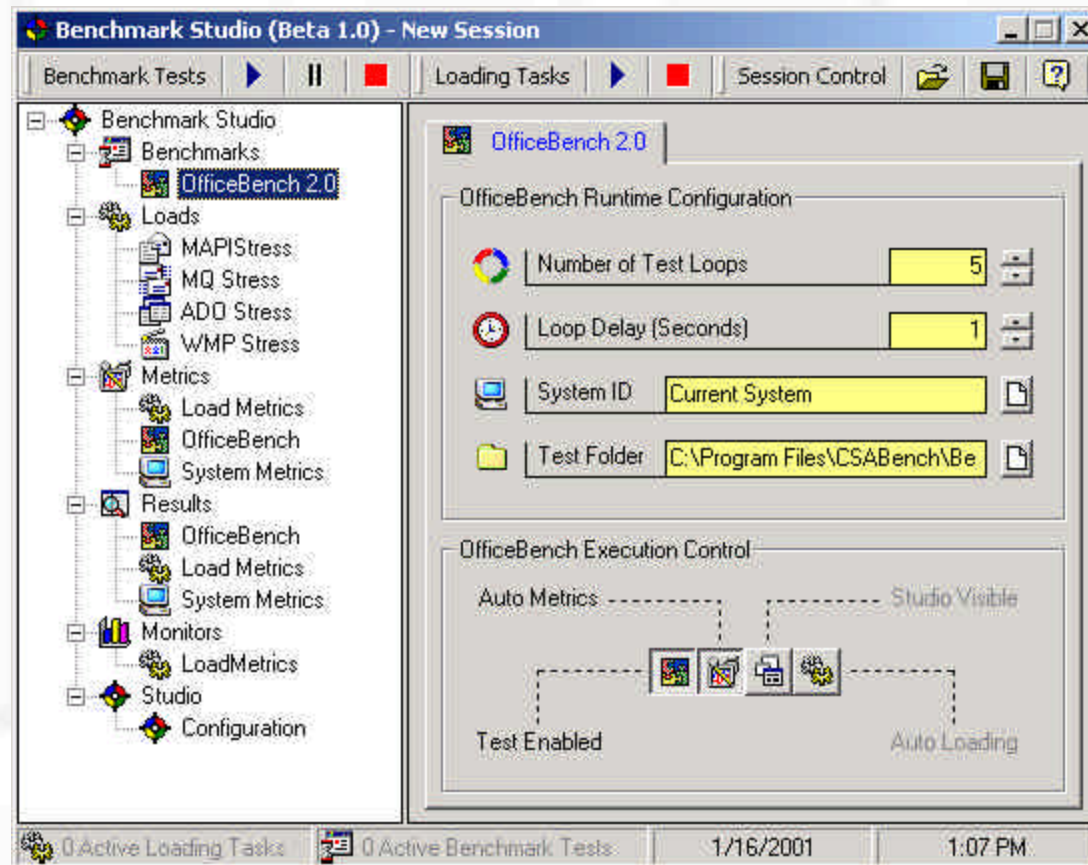 Benchmark Studio (Beta 1.0) - New Session
Benchmark Tests Loading Tasks Session Control
Benchmark Studio
Benchmarks
OfficeBench 2.0
Loads
MAPIStress
MQ Stress
ADO Stress
WMP Stress
Metrics
Load Metrics
OfficeBench
System Metrics
Results
OfficeBench
Load Metrics
System Metrics
Monitors
LoadMetrics
Studio
Configuration
OfficeBench 2.0
OfficeBench Runtime Configuration
Number of Test Loops 5
Loop Delay (Seconds) 1
System ID Current System
Test Folder C:\Program Files\CSABench\Be
OfficeBench Execution Control
Auto Metrics Studio Visible
Test Enabled Auto Loading
0 Active Loading Tasks 0 Active Benchmark Tests 1/16/2001 1:07 PM